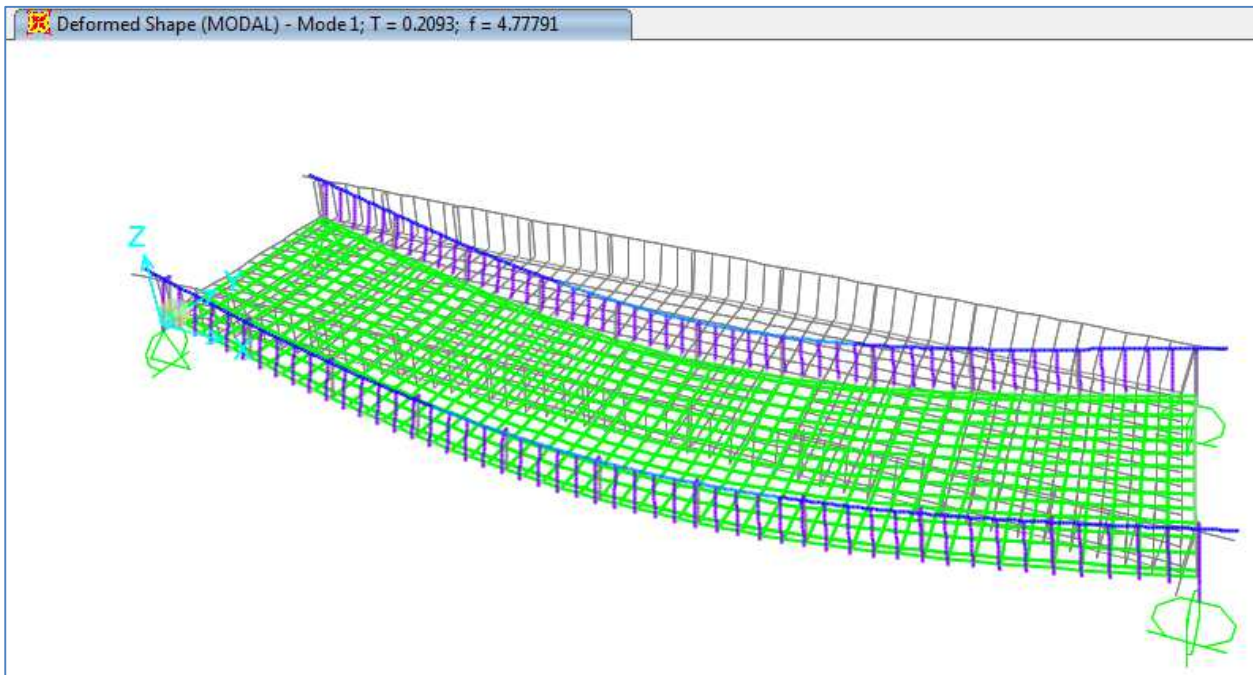 Deformed Shape (MODAL) - Mode 1; T = 0.2093; f = 4.77791
Z
Y
X